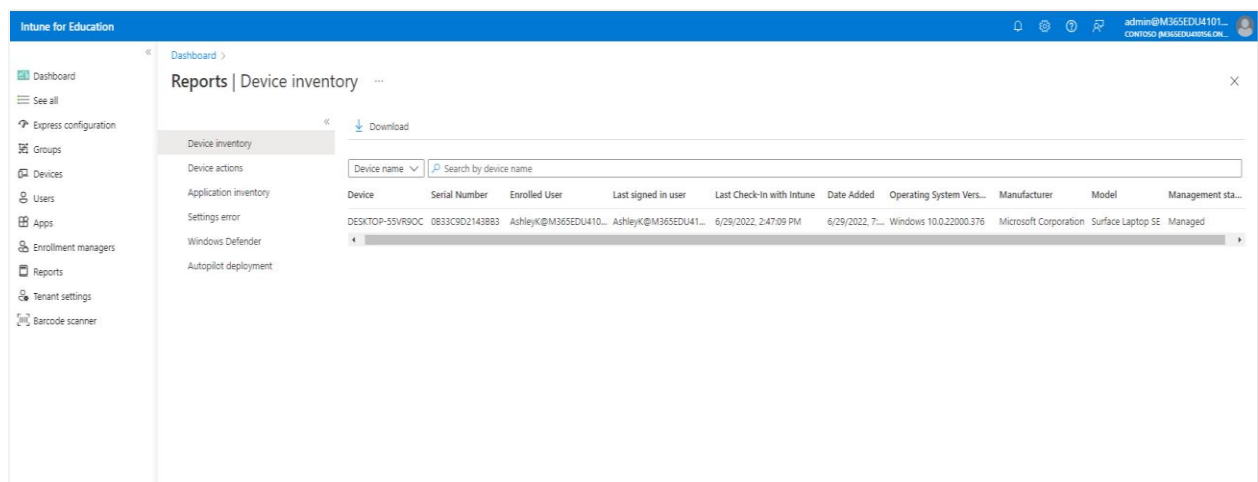 Intune for Education
admin@M365EDU4101...
CONTOSO (M365EDU410156.ON...
Dashboard
See all
Express configuration
Groups
Devices
Users
Apps
Enrollment managers
Reports
Tenant settings
Barcode scanner
Dashboard >
Reports | Device inventory ...
Device inventory
Device actions
Application inventory
Settings error
Windows Defender
Autopilot deployment
Download
Device name Search by device name
Device Serial Number Enrolled User Last signed in user Last Check-In with Intune Date Added Operating System Vers... Manufacturer Model Management sta...
DESKTOP-55VR9OC 0B33C9D2143BB3 AshleyK@M365EDU410... AshleyK@M365EDU41... 6/29/2022, 2:47:09 PM 6/29/2022, 7:... Windows 10.0.22000.376 Microsoft Corporation Surface Laptop SE Managed